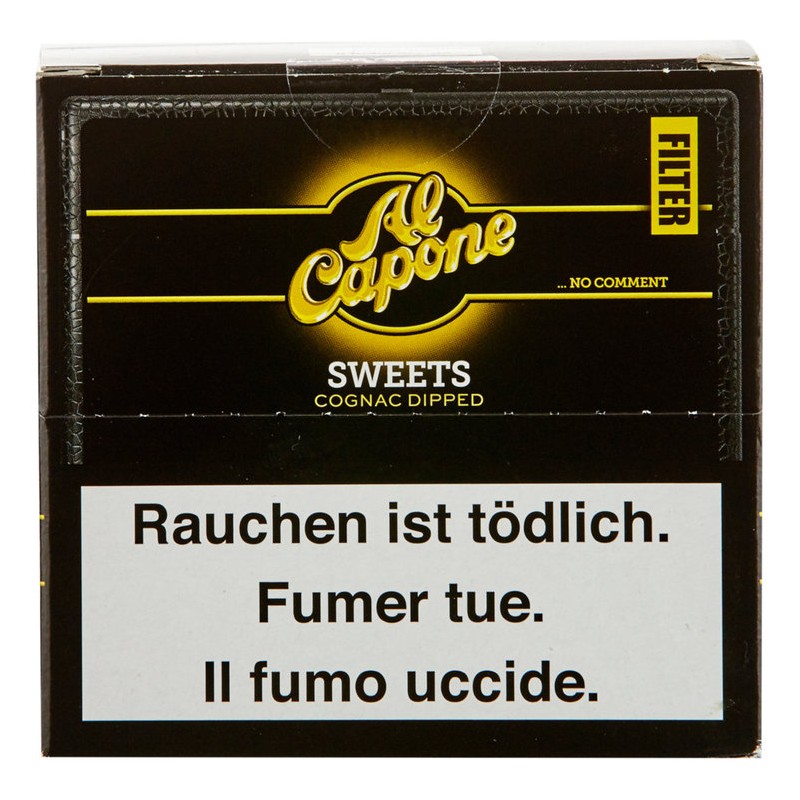 FILTER
Al
Capone
... NO COMMENT
SWEETS
COGNAC DIPPED
Rauchen ist tödlich.
Fumer tue.
Il fumo uccide.